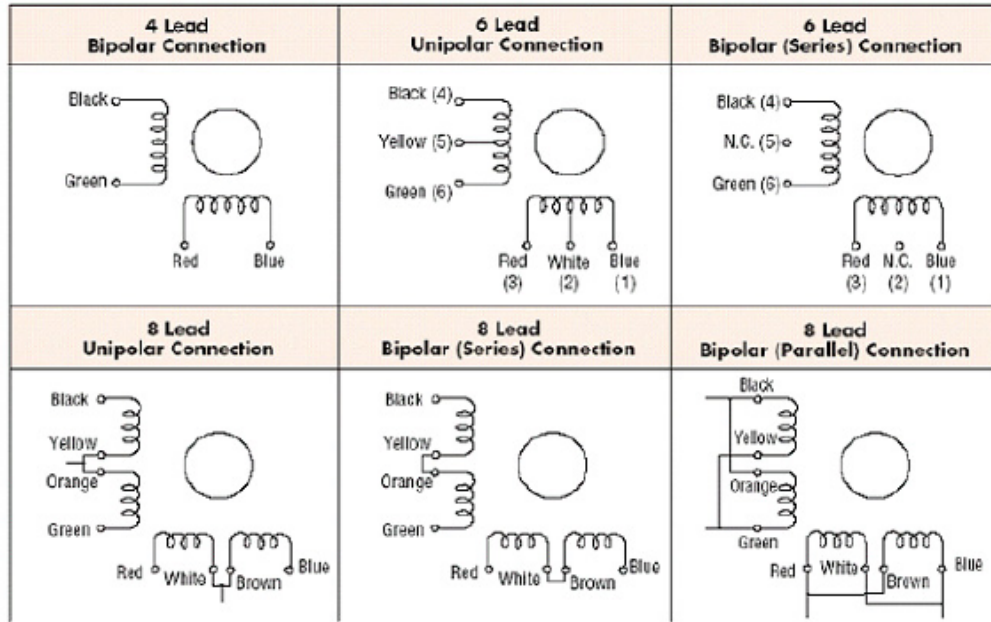 4 Lead
Bipolar Connection
6 Lead
Unipolar Connection
6 Lead
Bipolar (Series) Connection
Black
Green
Red Blue
Black (4)
Yellow (5)
Green (6)
Red White Blue
(3) (2) (1)
Black (4)
N.C. (5)
Green (6)
Red N.C. Blue
(3) (2) (1)
8 Lead
Unipolar Connection
8 Lead
Bipolar (Series) Connection
8 Lead
Bipolar (Parallel) Connection
Black
Yellow
Orange
Green
Red White Brown Blue
Black
Yellow
Orange
Green
Red White Brown Blue
Black
Yellow
Orange
Green
Red White Brown Blue